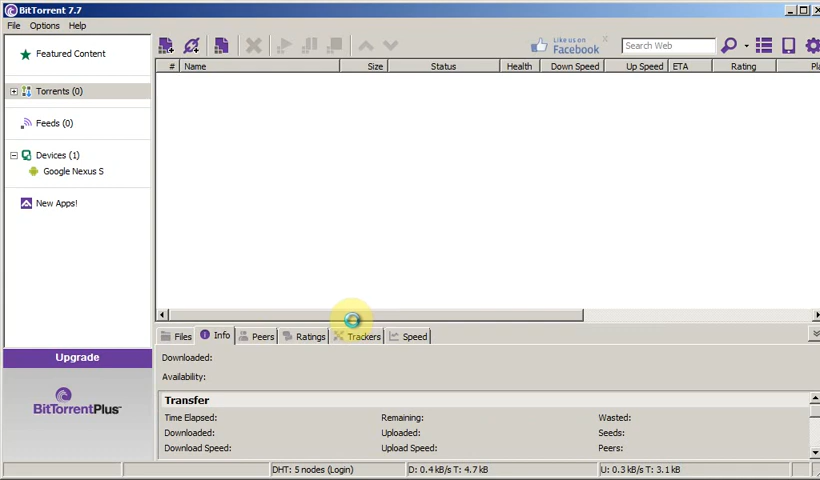 BitTorrent 7.7
File Options Help
Featured Content
Like us on
Facebook
Search Web
# Name Size Status Health Down Speed Up Speed ETA Rating
Torrents (0)
Feeds (0)
Devices (1)
Google Nexus S
New Apps!
Files Info Peers Ratings Trackers Speed
Upgrade
Downloaded:
Availability:
BitTorrentPlus
Transfer
Time Elapsed: Remaining: Wasted:
Downloaded: Uploaded: Seeds:
Download Speed: Upload Speed: Peers:
DHT: 5 nodes (Login) D: 0.4 kB/s T: 4.7 kB U: 0.3 kB/s T: 3.1 kB